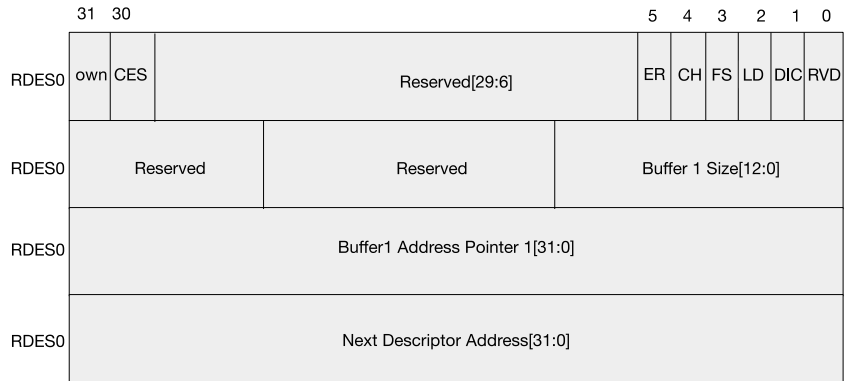 31 30 5 4 3 2 1 0
RDES0 own CES Reserved[29:6] ER CH FS LD DIC RVD
RDES0 Reserved Reserved Buffer 1 Size[12:0]
RDES0 Buffer1 Address Pointer 1[31:0]
RDES0 Next Descriptor Address[31:0]